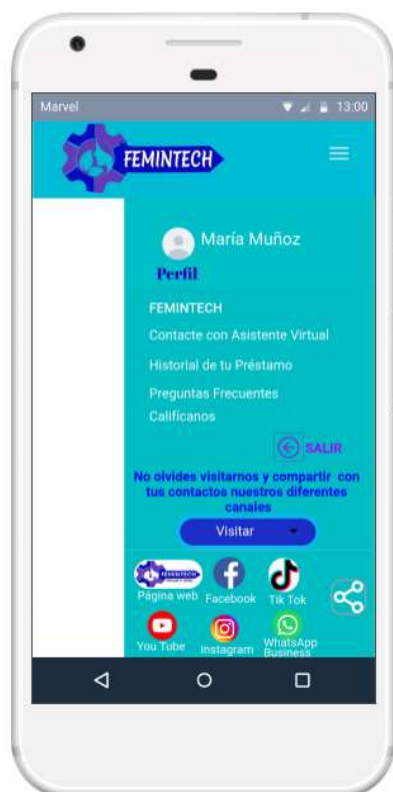 Marvel
13:00
FEMINTECH
María Muñoz
Perfil
FEMINTECH
Contacte con Asistente Virtual
Historial de tu Préstamo
Preguntas Frecuentes
Califícanos
SALIR
No olvides visitarnos y compartir con
tus contactos nuestros diferentes
canales
Visitar
FEMINTECH
Página web
Facebook
Tik Tok
You Tube
Instagram
WhatsApp
Business